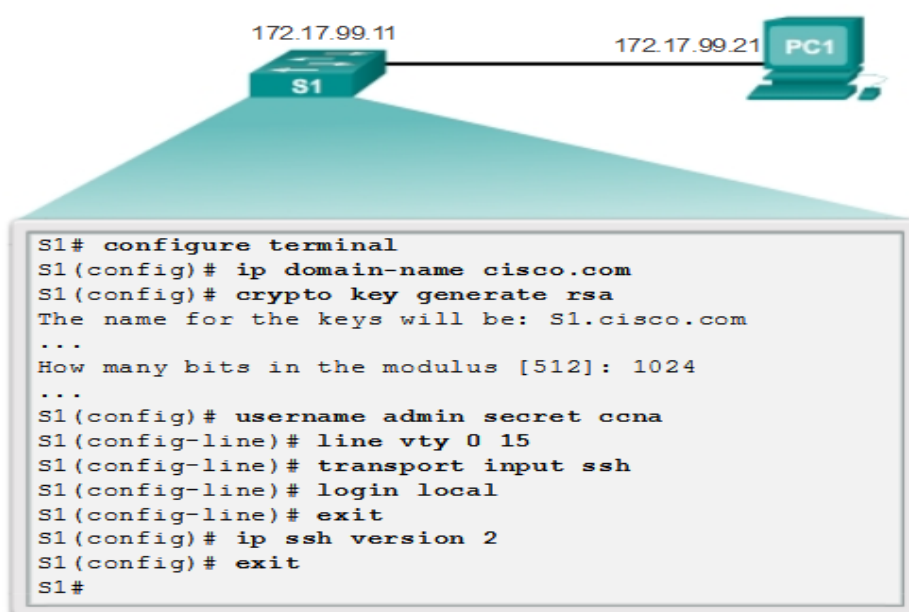 172.17.99.11
172.17.99.21
PC1
S1
S1# configure terminal
S1(config)# ip domain-name cisco.com
S1(config)# crypto key generate rsa
The name for the keys will be: S1.cisco.com
...
How many bits in the modulus [512]: 1024
...
S1(config)# username admin secret ccna
S1(config-line)# line vty 0 15
S1(config-line)# transport input ssh
S1(config-line)# login local
S1(config-line)# exit
S1(config)# ip ssh version 2
S1(config)# exit
S1#